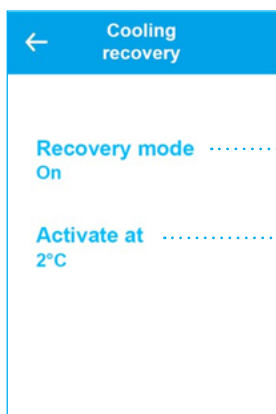 Cooling
recovery
Recovery mode
On
Activate at
2°C